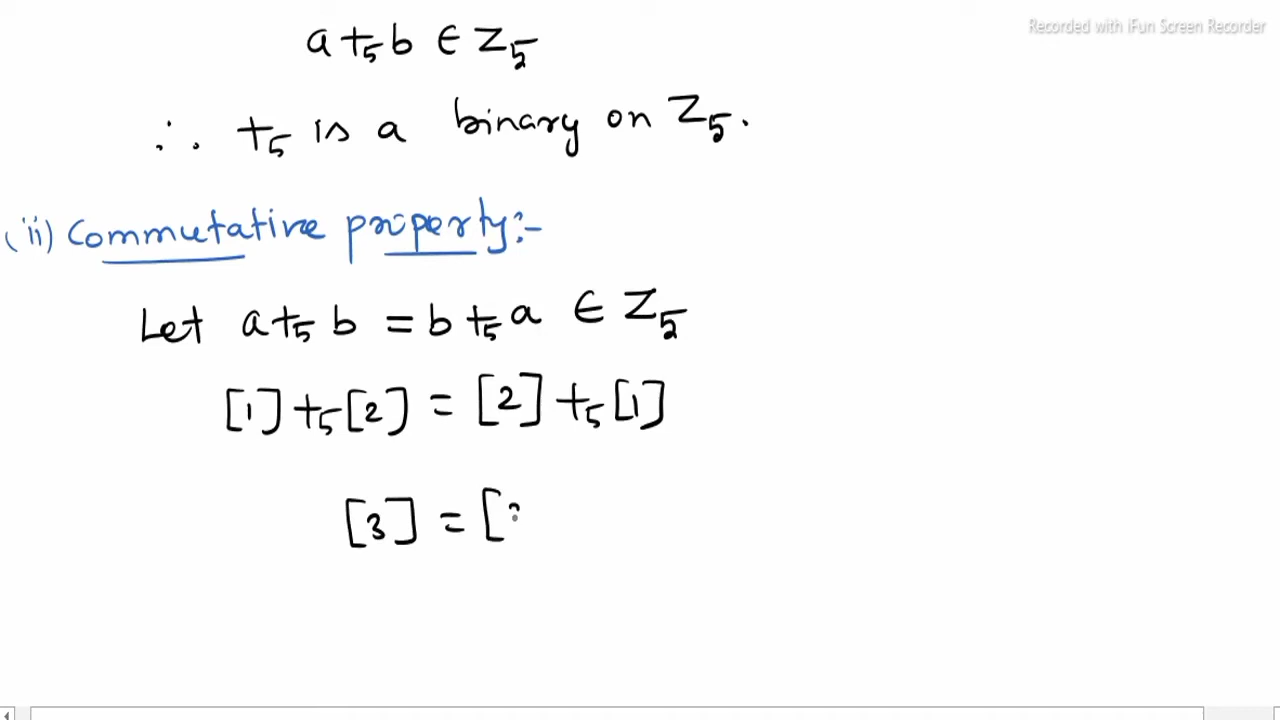 Recorded with iFun Screen Recorder
a +₅ b ∈ Z₅
∴ +₅ is a binary on Z₅.
(ii) Commutative property:-
Let a +₅ b = b +₅ a ∈ Z₅
[1] +₅ [2] = [2] +₅ [1]
[3] = [